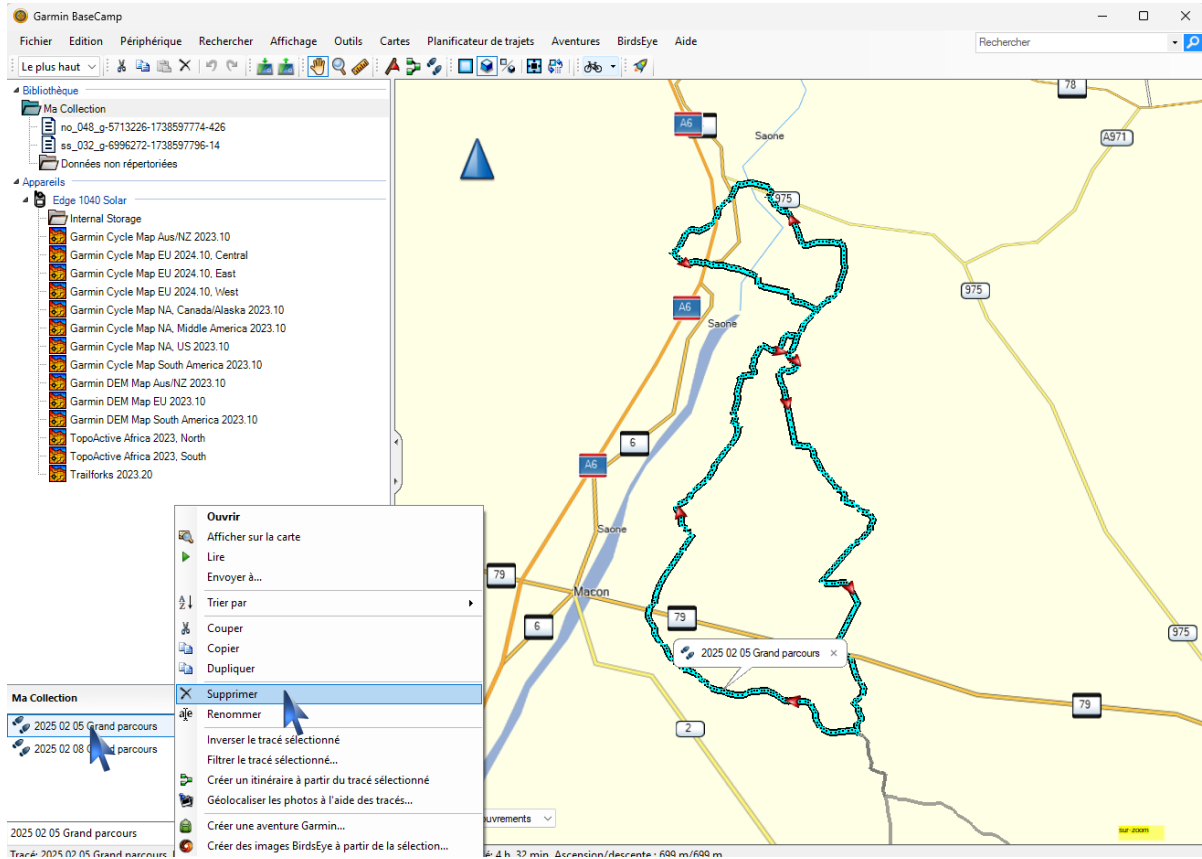 Garmin BaseCamp
Fichier Edition Périphérique Rechercher Affichage Outils Cartes Planificateur de trajets Aventures BirdsEye Aide
Rechercher
Le plus haut
Bibliothèque
Ma Collection
no_048_g-5713226-1738597774-426
ss_032_g-6996272-1738597796-14
Données non répertoriées
Appareils
Edge 1040 Solar
Internal Storage
Garmin Cycle Map Aus/NZ 2023.10
Garmin Cycle Map EU 2024.10, Central
Garmin Cycle Map EU 2024.10, East
Garmin Cycle Map EU 2024.10, West
Garmin Cycle Map NA, Canada/Alaska 2023.10
Garmin Cycle Map NA, Middle America 2023.10
Garmin Cycle Map NA, US 2023.10
Garmin Cycle Map South America 2023.10
Garmin DEM Map Aus/NZ 2023.10
Garmin DEM Map EU 2023.10
Garmin DEM Map South America 2023.10
TopoActive Africa 2023, North
TopoActive Africa 2023, South
Trailforks 2023.20
Ma Collection
2025 02 05 Grand parcours
2025 02 08 Grand parcours
2025 02 05 Grand parcours
Tracé: 2025 02 05 Grand parcours
Ouvrir
Afficher sur la carte
Lire
Envoyer à...
Trier par
Couper
Copier
Dupliquer
Supprimer
Renommer
Inverser le tracé sélectionné
Filtrer le tracé sélectionné...
Créer un itinéraire à partir du tracé sélectionné
Géolocaliser les photos à l'aide des tracés...
Créer une aventure Garmin...
Créer des images BirdsEye à partir de la sélection...
78
A6
Saone
A971
975
975
A6
Saone
6
A6
Saone
79
Macon
6
79
975
2025 02 05 Grand parcours
79
2
uvrements
sur-zoom
é: 4 h, 32 min, Ascension/descente : 699 m/699 m